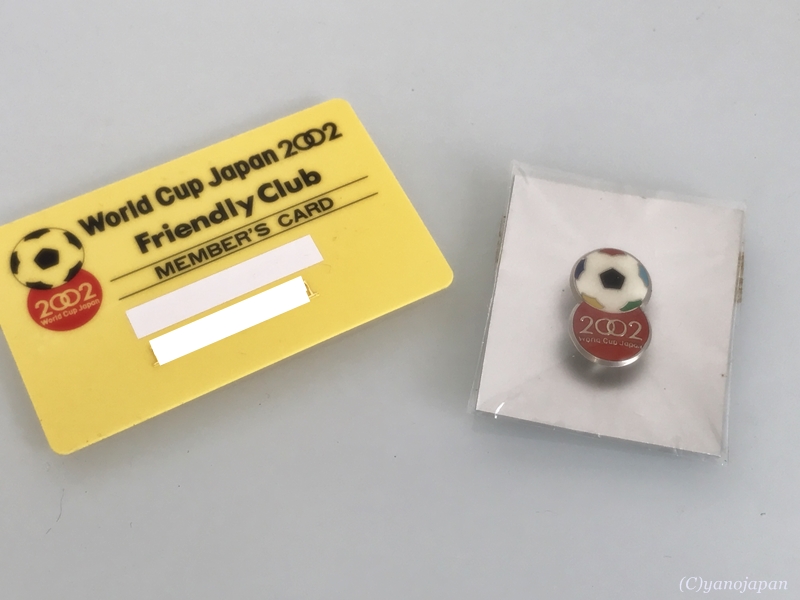 World Cup Japan 2002
Friendly Club
MEMBER'S CARD
2002
World Cup Japan
2002
World Cup Japan
(C)yanojapan